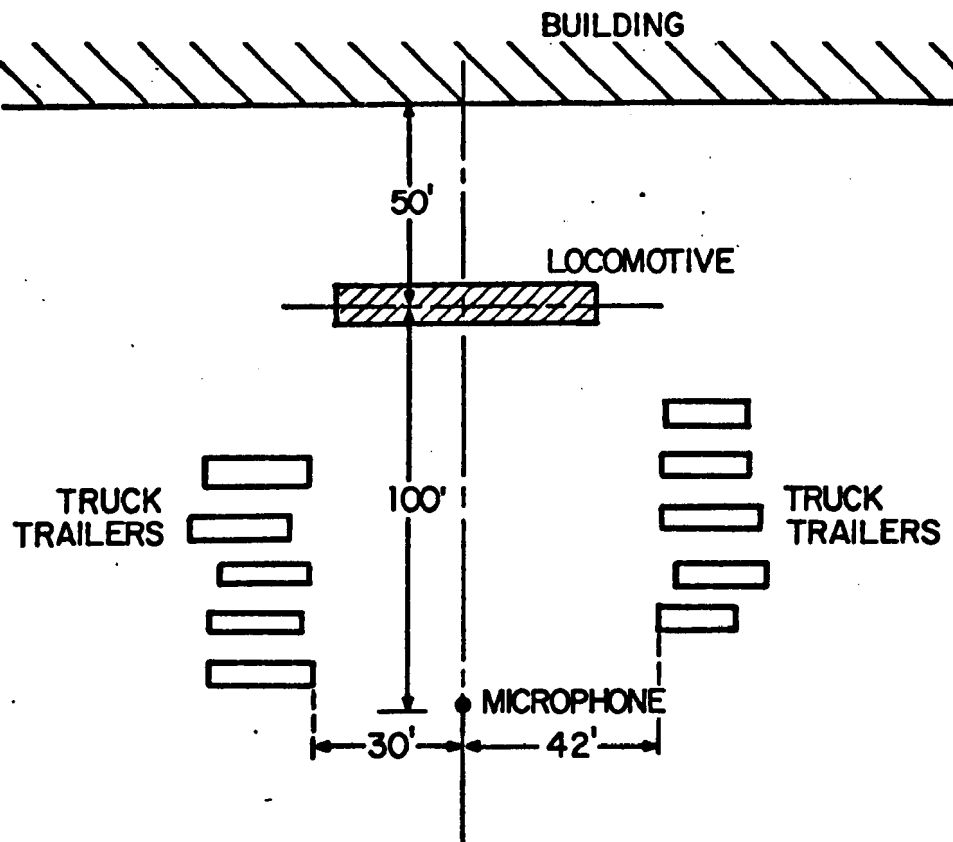 BUILDING
50'
LOCOMOTIVE
100'
TRUCK
TRAILERS
TRUCK
TRAILERS
MICROPHONE
30'
42'